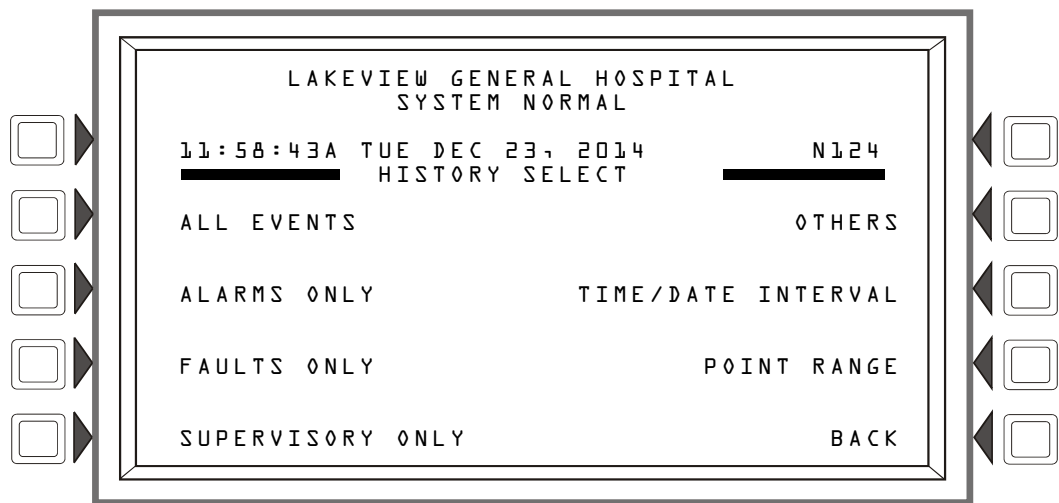 LAKEVIEW GENERAL HOSPITAL
SYSTEM NORMAL
11:58:43A TUE DEC 23, 2014 N124
HISTORY SELECT
ALL EVENTS OTHERS
ALARMS ONLY TIME/DATE INTERVAL
FAULTS ONLY POINT RANGE
SUPERVISORY ONLY BACK